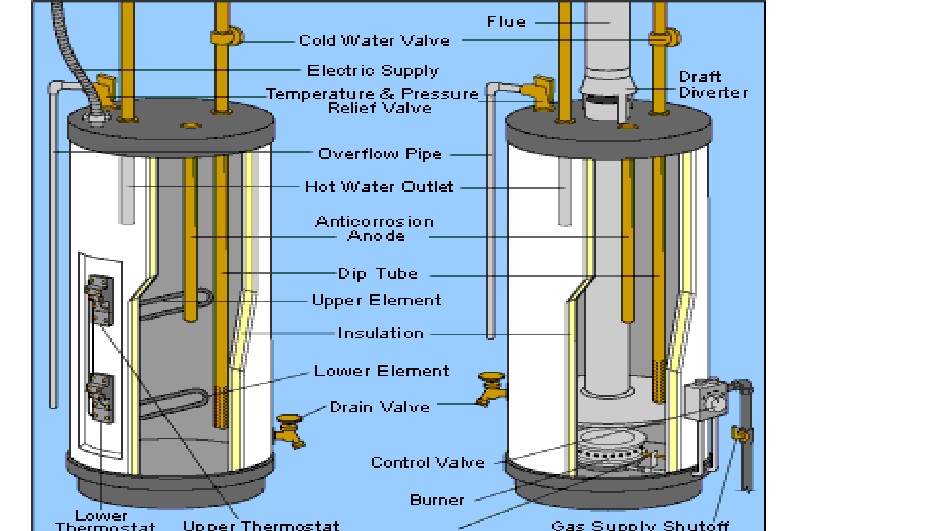 Flue
Cold Water Valve
Electric Supply
Draft
Diverter
Temperature & Pressure
Relief Valve
Overflow Pipe
Hot Water Outlet
Anticorrosion
Anode
Dip Tube
Upper Element
Insulation
Lower Element
Drain Valve
Control Valve
Burner
Lower
Thermostat
Upper Thermostat
Gas Supply Shutoff